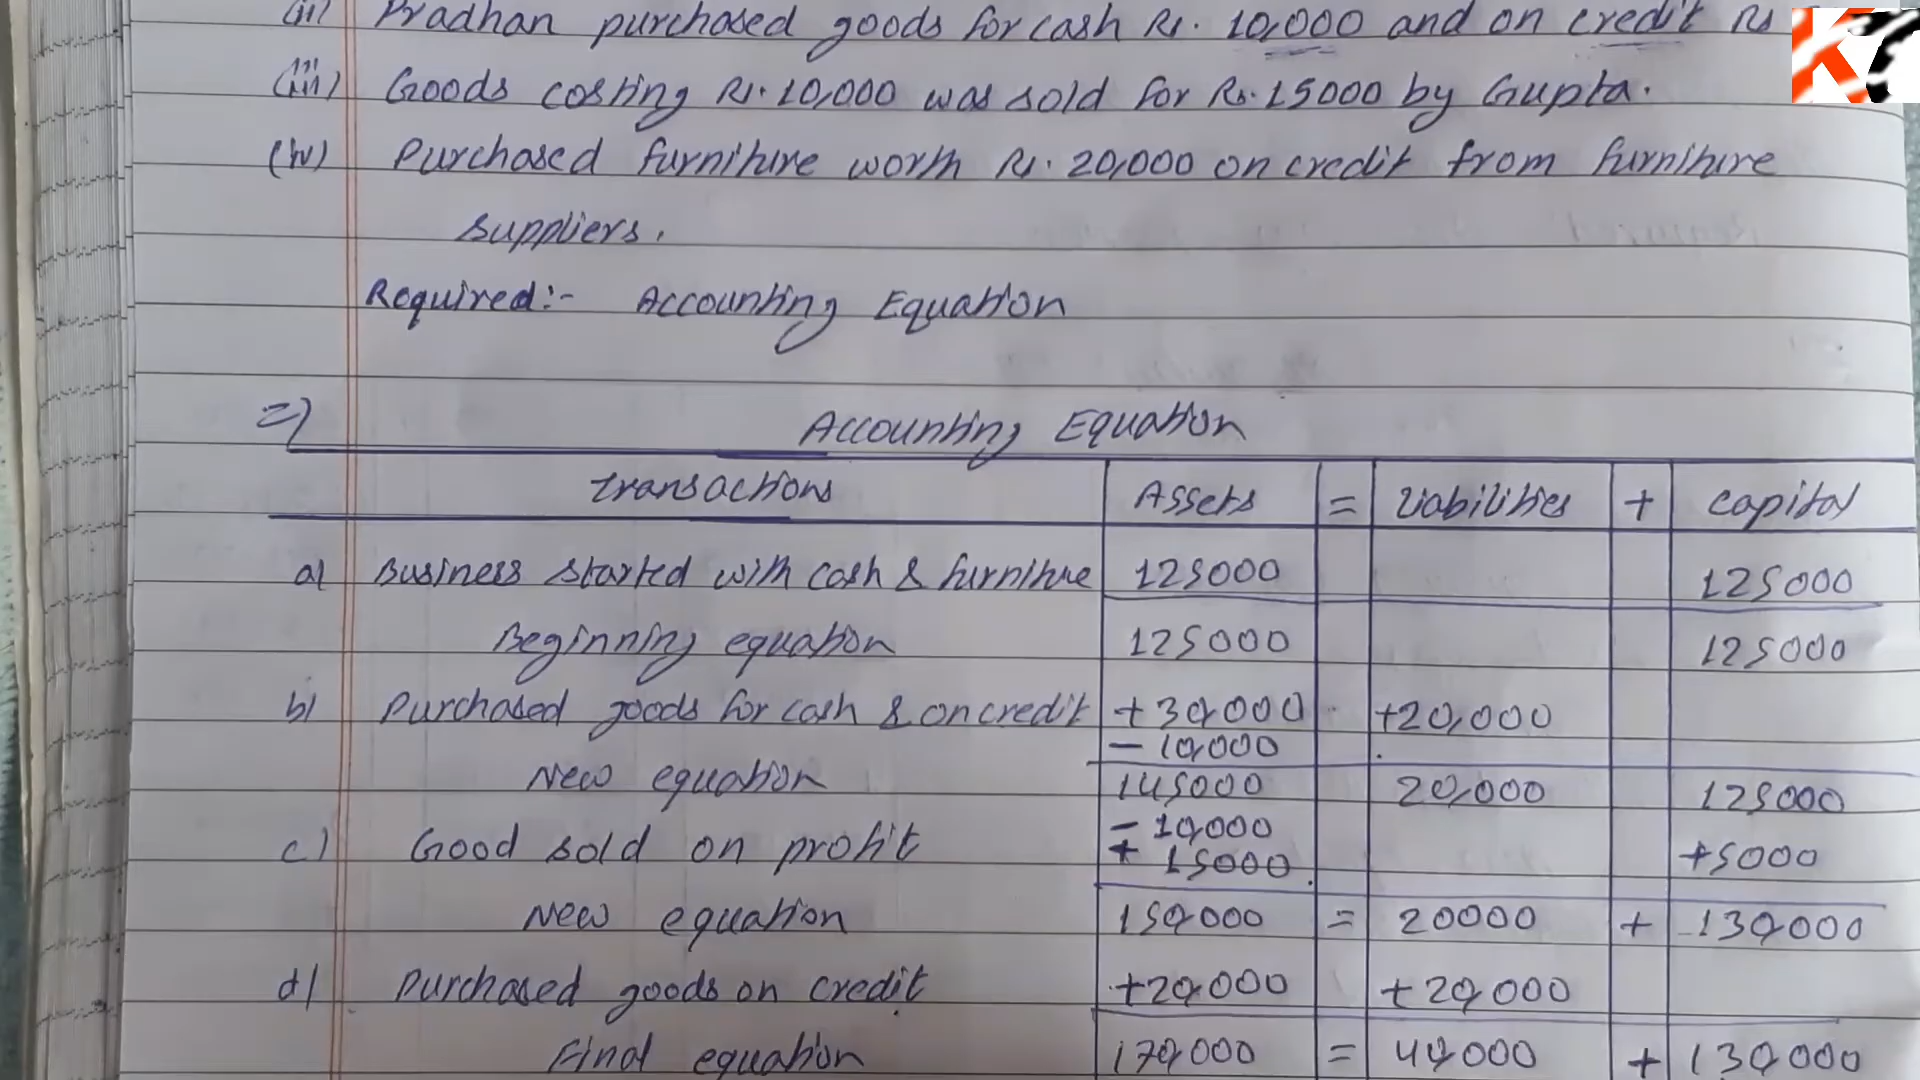 (ii) Pradhan purchased goods for cash Rs. 10,000 and on credit Rs
(iii) Goods costing Rs. 10,000 was sold for Rs. 15000 by Gupta.
(iv) Purchased furniture worth Rs. 20,000 on credit from furniture
suppliers.
Required:- Accounting Equation
=) Accounting Equation
transactions Assets = Liabilities + capital
a) Business started with cash & furniture 125000 125000
Beginning equation 125000 125000
b) Purchased goods for cash & on credit +30,000 +20,000
- 10,000
New equation 145000 20,000 125000
- 10,000
c) Good sold on profit + 15000 +5000
New equation 150000 = 20000 + 130000
d) Purchased goods on credit +20,000 +20,000
Final equation 170,000 = 40,000 + 130000